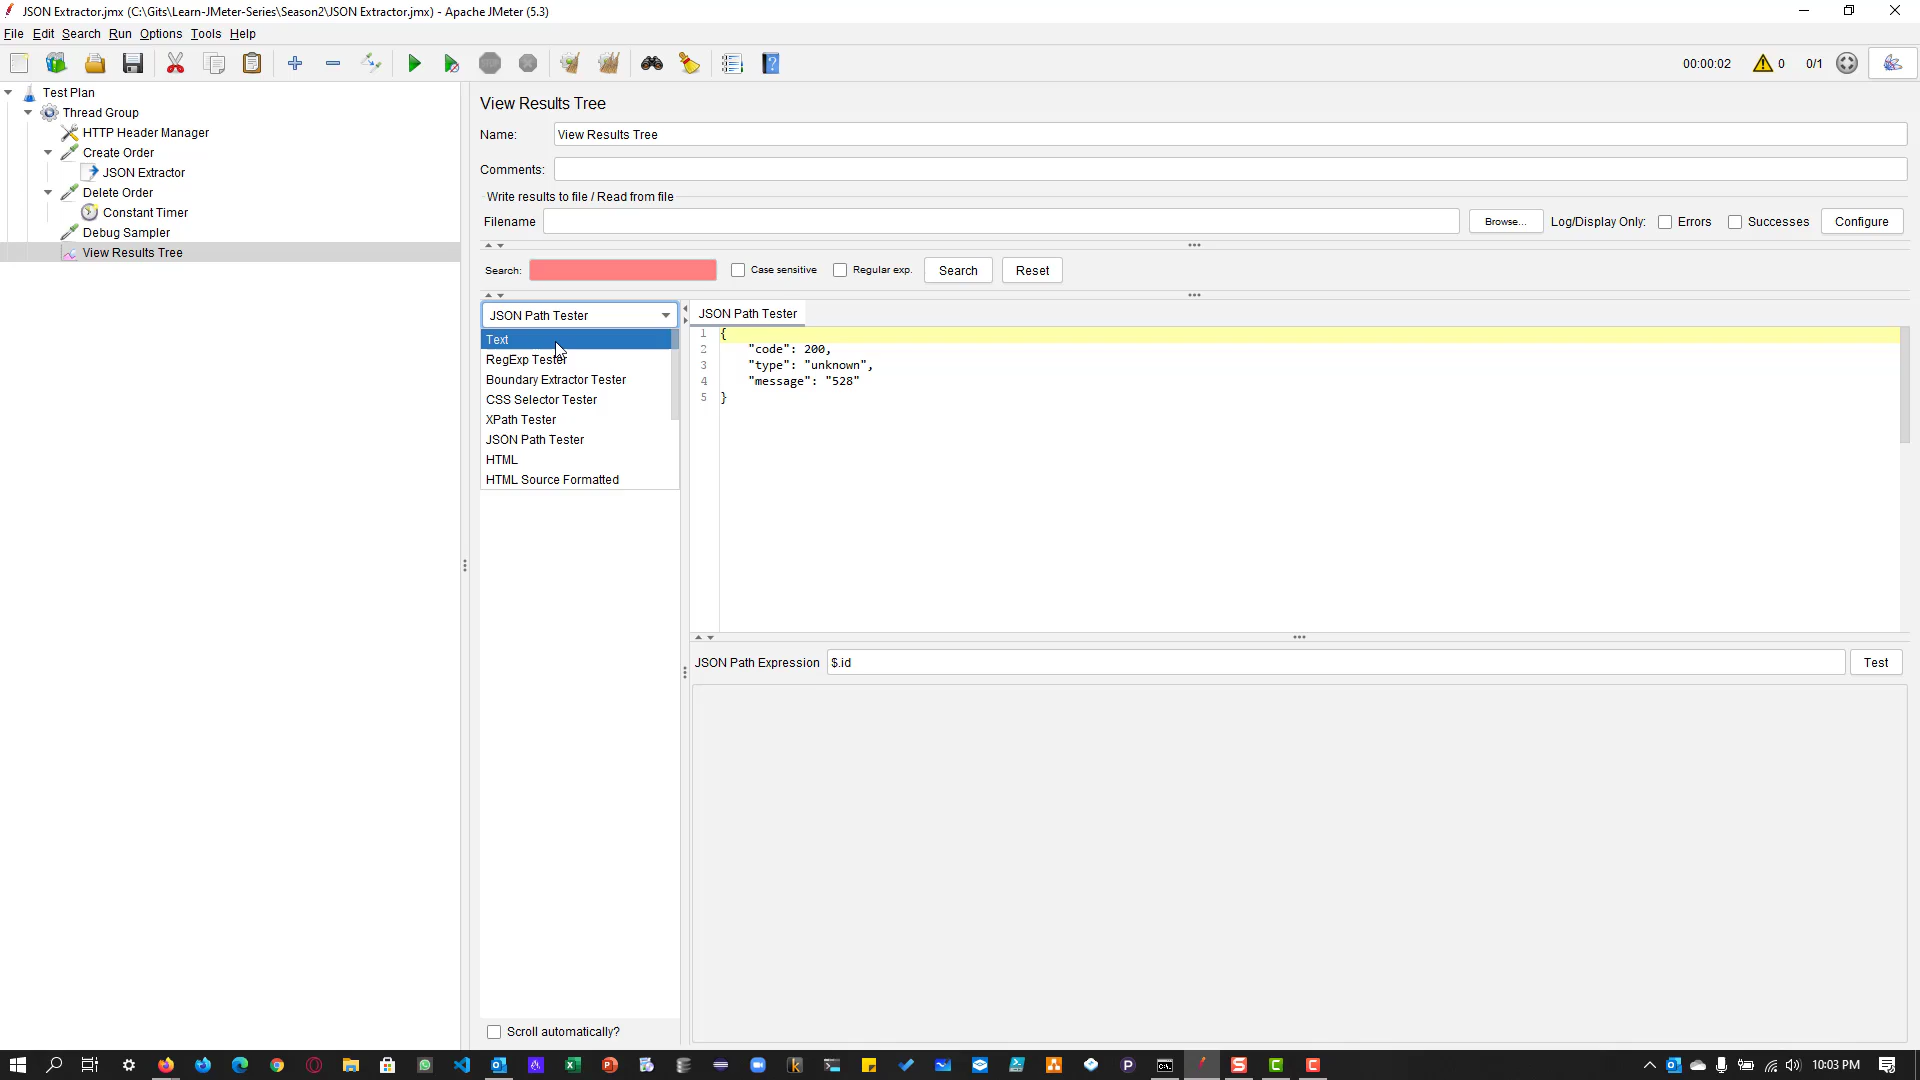 JSON Extractor.jmx (C:\Gits\Learn-JMeter-Series\Season2\JSON Extractor.jmx) - Apache JMeter (5.3)
File Edit Search Run Options Tools Help
00:00:02 0 0/1
Test Plan
Thread Group
HTTP Header Manager
Create Order
JSON Extractor
Delete Order
Constant Timer
Debug Sampler
View Results Tree
View Results Tree
Name: View Results Tree
Comments:
Write results to file / Read from file
Filename Browse... Log/Display Only: Errors Successes Configure
Search: Case sensitive Regular exp. Search Reset
JSON Path Tester
Text
RegExp Tester
Boundary Extractor Tester
CSS Selector Tester
XPath Tester
JSON Path Tester
HTML
HTML Source Formatted
Scroll automatically?
JSON Path Tester
1 {
2 "code": 200,
3 "type": "unknown",
4 "message": "528"
5 }
JSON Path Expression $.id Test
10:03 PM